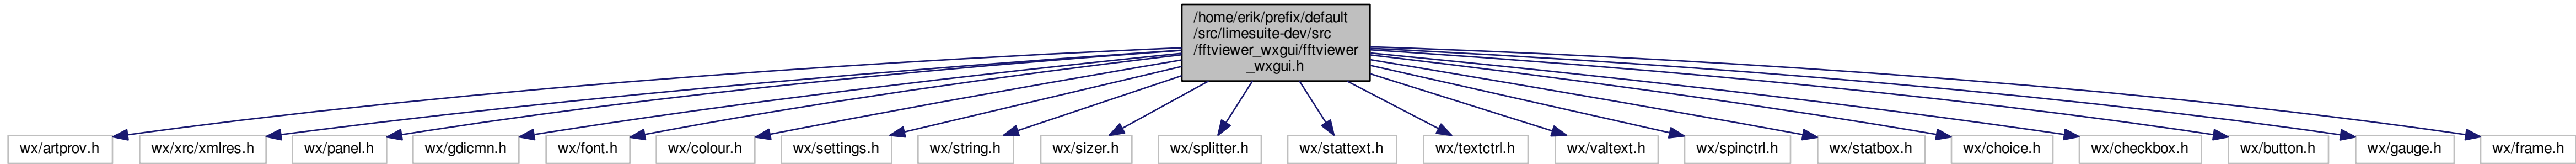 /home/erik/prefix/default
/src/limesuite-dev/src
/fftviewer_wxgui/fftviewer
_wxgui.h
wx/artprov.h
wx/xrc/xmlres.h
wx/panel.h
wx/gdicmn.h
wx/font.h
wx/colour.h
wx/settings.h
wx/string.h
wx/sizer.h
wx/splitter.h
wx/stattext.h
wx/textctrl.h
wx/valtext.h
wx/spinctrl.h
wx/statbox.h
wx/choice.h
wx/checkbox.h
wx/button.h
wx/gauge.h
wx/frame.h